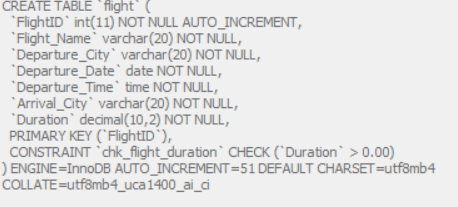 CREATE TABLE `flight` (
`FlightID` int(11) NOT NULL AUTO_INCREMENT,
`Flight_Name` varchar(20) NOT NULL,
`Departure_City` varchar(20) NOT NULL,
`Departure_Date` date NOT NULL,
`Departure_Time` time NOT NULL,
`Arrival_City` varchar(20) NOT NULL,
`Duration` decimal(10,2) NOT NULL,
PRIMARY KEY (`FlightID`),
CONSTRAINT `chk_flight_duration` CHECK (`Duration` > 0.00)
) ENGINE=InnoDB AUTO_INCREMENT=51 DEFAULT CHARSET=utf8mb4
COLLATE=utf8mb4_uca1400_ai_ci